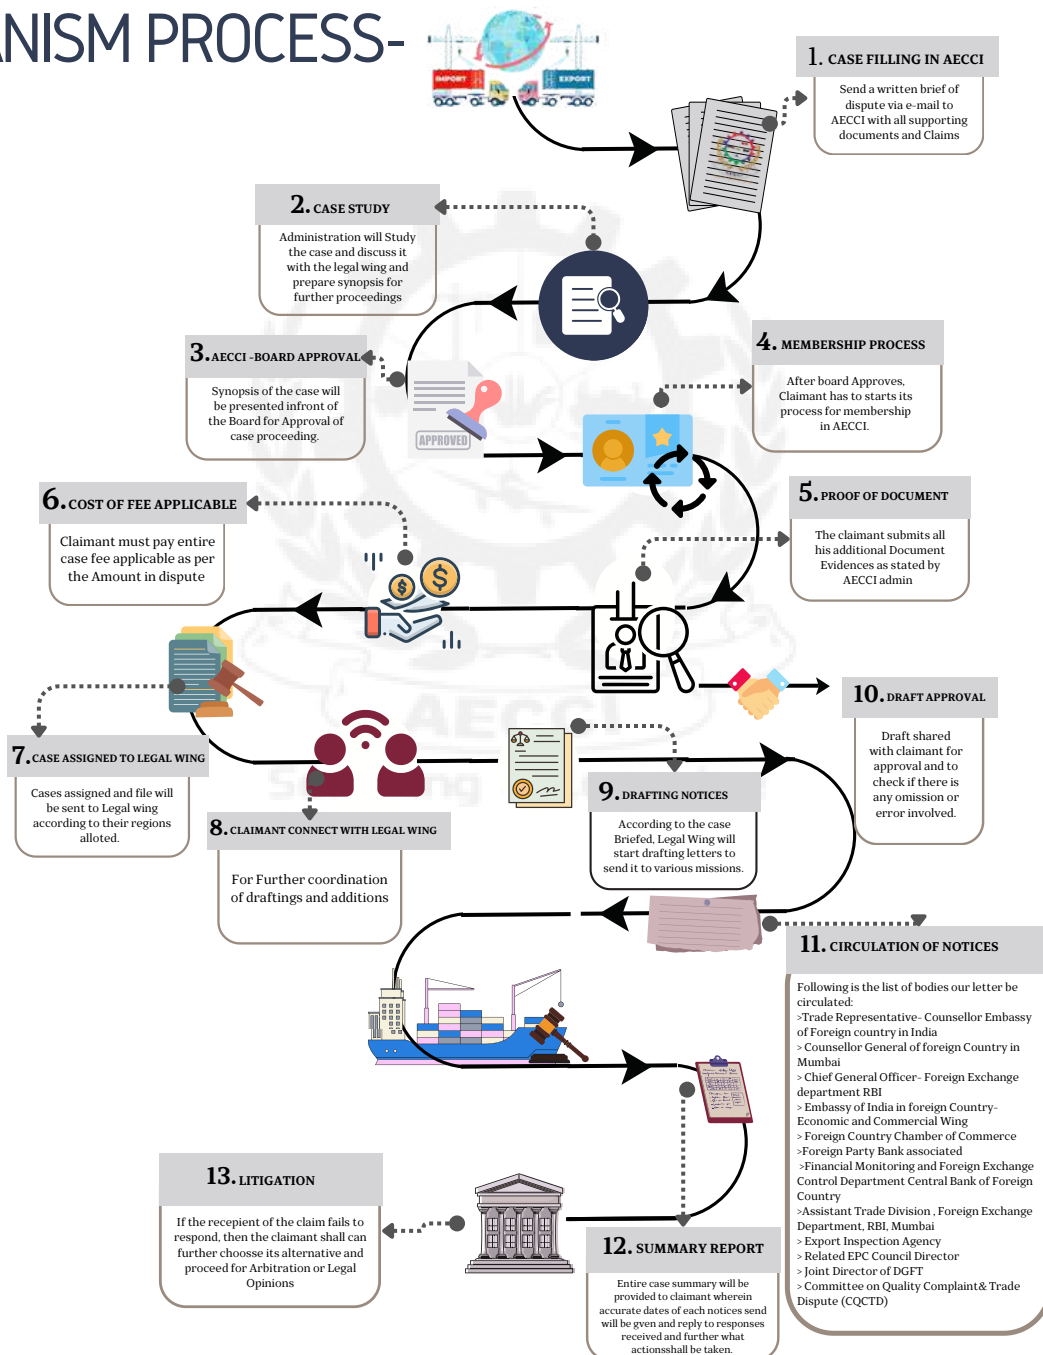 ANISM PROCESS-
IMPORT
EXPORT
1. CASE FILLING IN AECCI
Send a written brief of
dispute via e-mail to
AECCI with all supporting
documents and Claims
2. CASE STUDY
Administration will Study
the case and discuss it
with the legal wing and
prepare synopsis for
further proceedings
3. AECCI -BOARD APPROVAL
Synopsis of the case will
be presented infront of
the Board for Approval of
case proceeding.
APPROVED
4. MEMBERSHIP PROCESS
After board Approves,
Claimant has to starts its
process for membership
in AECCI.
5. PROOF OF DOCUMENT
The claimant submits all
his additional Document
Evidences as stated by
AECCI admin
6. COST OF FEE APPLICABLE
Claimant must pay entire
case fee applicable as per
the Amount in dispute
7. CASE ASSIGNED TO LEGAL WING
Cases assigned and file will
be sent to Legal wing
according to their regions
alloted.
8. CLAIMANT CONNECT WITH LEGAL WING
For Further coordination
of draftings and additions
9. DRAFTING NOTICES
According to the case
Briefed, Legal Wing will
start drafting letters to
send it to various missions.
10. DRAFT APPROVAL
Draft shared
with claimant for
approval and to
check if there is
any omission or
error involved.
AECCI
11. CIRCULATION OF NOTICES
Following is the list of bodies our letter be
circulated:
>Trade Representative- Counsellor Embassy
of Foreign country in India
> Counsellor General of foreign Country in
Mumbai
> Chief General Officer- Foreign Exchange
department RBI
> Embassy of India in foreign Country-
Economic and Commercial Wing
> Foreign Country Chamber of Commerce
>Foreign Party Bank associated
>Financial Monitoring and Foreign Exchange
Control Department Central Bank of Foreign
Country
>Assistant Trade Division , Foreign Exchange
Department, RBI, Mumbai
> Export Inspection Agency
> Related EPC Council Director
> Joint Director of DGFT
> Committee on Quality Complaint& Trade
Dispute (CQCTD)
12. SUMMARY REPORT
Entire case summary will be
provided to claimant wherein
accurate dates of each notices send
will be gven and reply to responses
received and further what
actionsshall be taken.
13. LITIGATION
If the recepient of the claim fails to
respond, then the claimant shall can
further choosse its alternative and
proceed for Arbitration or Legal
Opinions